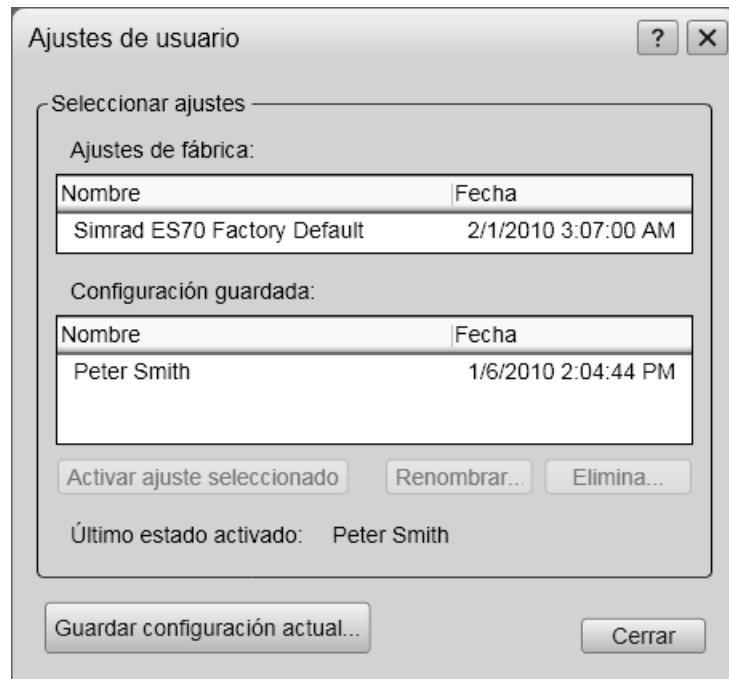 Ajustes de usuario ? X
Seleccionar ajustes
Ajustes de fábrica:
Nombre Fecha
Simrad ES70 Factory Default 2/1/2010 3:07:00 AM
Configuración guardada:
Nombre Fecha
Peter Smith 1/6/2010 2:04:44 PM
Activar ajuste seleccionado Renombrar... Elimina...
Último estado activado: Peter Smith
Guardar configuración actual... Cerrar